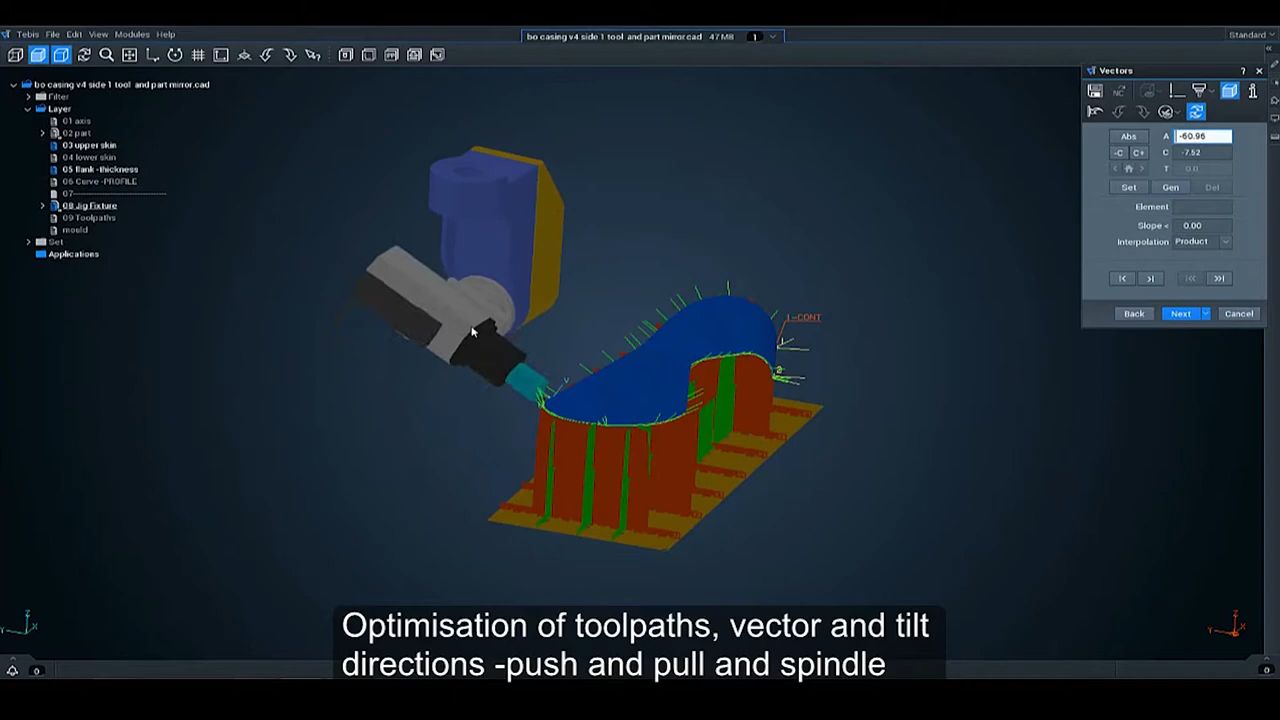 Tebis File Edit View Modules Help
bo casing v4 side 1 tool and part mirror.cad 47 MB 1
Standard
bo casing v4 side 1 tool and part mirror.cad
Filter
Layer
01 axis
02 part
03 upper skin
04 lower skin
05 flank -thickness
06 Curve -PROFILE
07
08 Jig Fixture
09 Toolpaths
mould
Set
Applications
Vectors ?
NC
Abs A -60.96
-C C+ C -7.52
T 0.0
Set Gen Del
Element
Slope < 0.00
Interpolation Product
Back Next Cancel
Z
Y X
Z
Y
0
0
Optimisation of toolpaths, vector and tilt
directions -push and pull and spindle